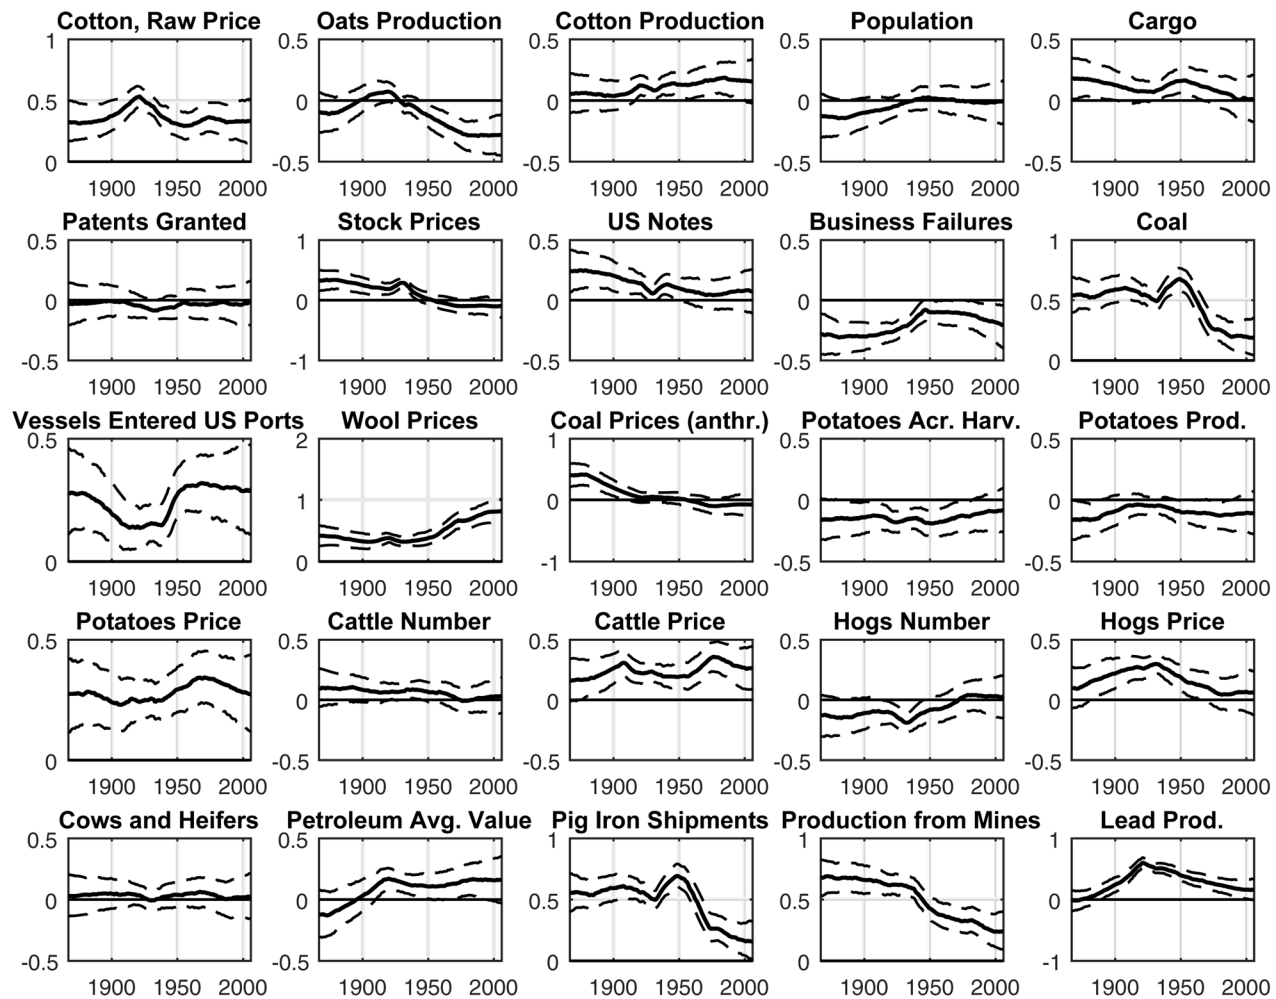 Cotton, Raw Price Oats Production Cotton Production Population Cargo
1 0.5 0.5 0.5 0.5
0.5 0 0 0 0
0 -0.5 -0.5 -0.5 -0.5
1900 1950 2000 1900 1950 2000 1900 1950 2000 1900 1950 2000 1900 1950 2000
Patents Granted Stock Prices US Notes Business Failures Coal
0.5 1 0.5 0.5 1
0 0 0 0 0.5
-0.5 -1 -0.5 -0.5 0
1900 1950 2000 1900 1950 2000 1900 1950 2000 1900 1950 2000 1900 1950 2000
Vessels Entered US Ports Wool Prices Coal Prices (anthr.) Potatoes Acr. Harv. Potatoes Prod.
0.5 2 1 0.5 0.5
1 0 0 0
0 0 -1 -0.5 -0.5
1900 1950 2000 1900 1950 2000 1900 1950 2000 1900 1950 2000 1900 1950 2000
Potatoes Price Cattle Number Cattle Price Hogs Number Hogs Price
0.5 0.5 0.5 0.5 0.5
0 0 0 0
0 -0.5 -0.5 -0.5 -0.5
1900 1950 2000 1900 1950 2000 1900 1950 2000 1900 1950 2000 1900 1950 2000
Cows and Heifers Petroleum Avg. Value Pig Iron Shipments Production from Mines Lead Prod.
0.5 0.5 1 1 1
0 0 0.5 0.5 0
-0.5 -0.5 0 0 -1
1900 1950 2000 1900 1950 2000 1900 1950 2000 1900 1950 2000 1900 1950 2000